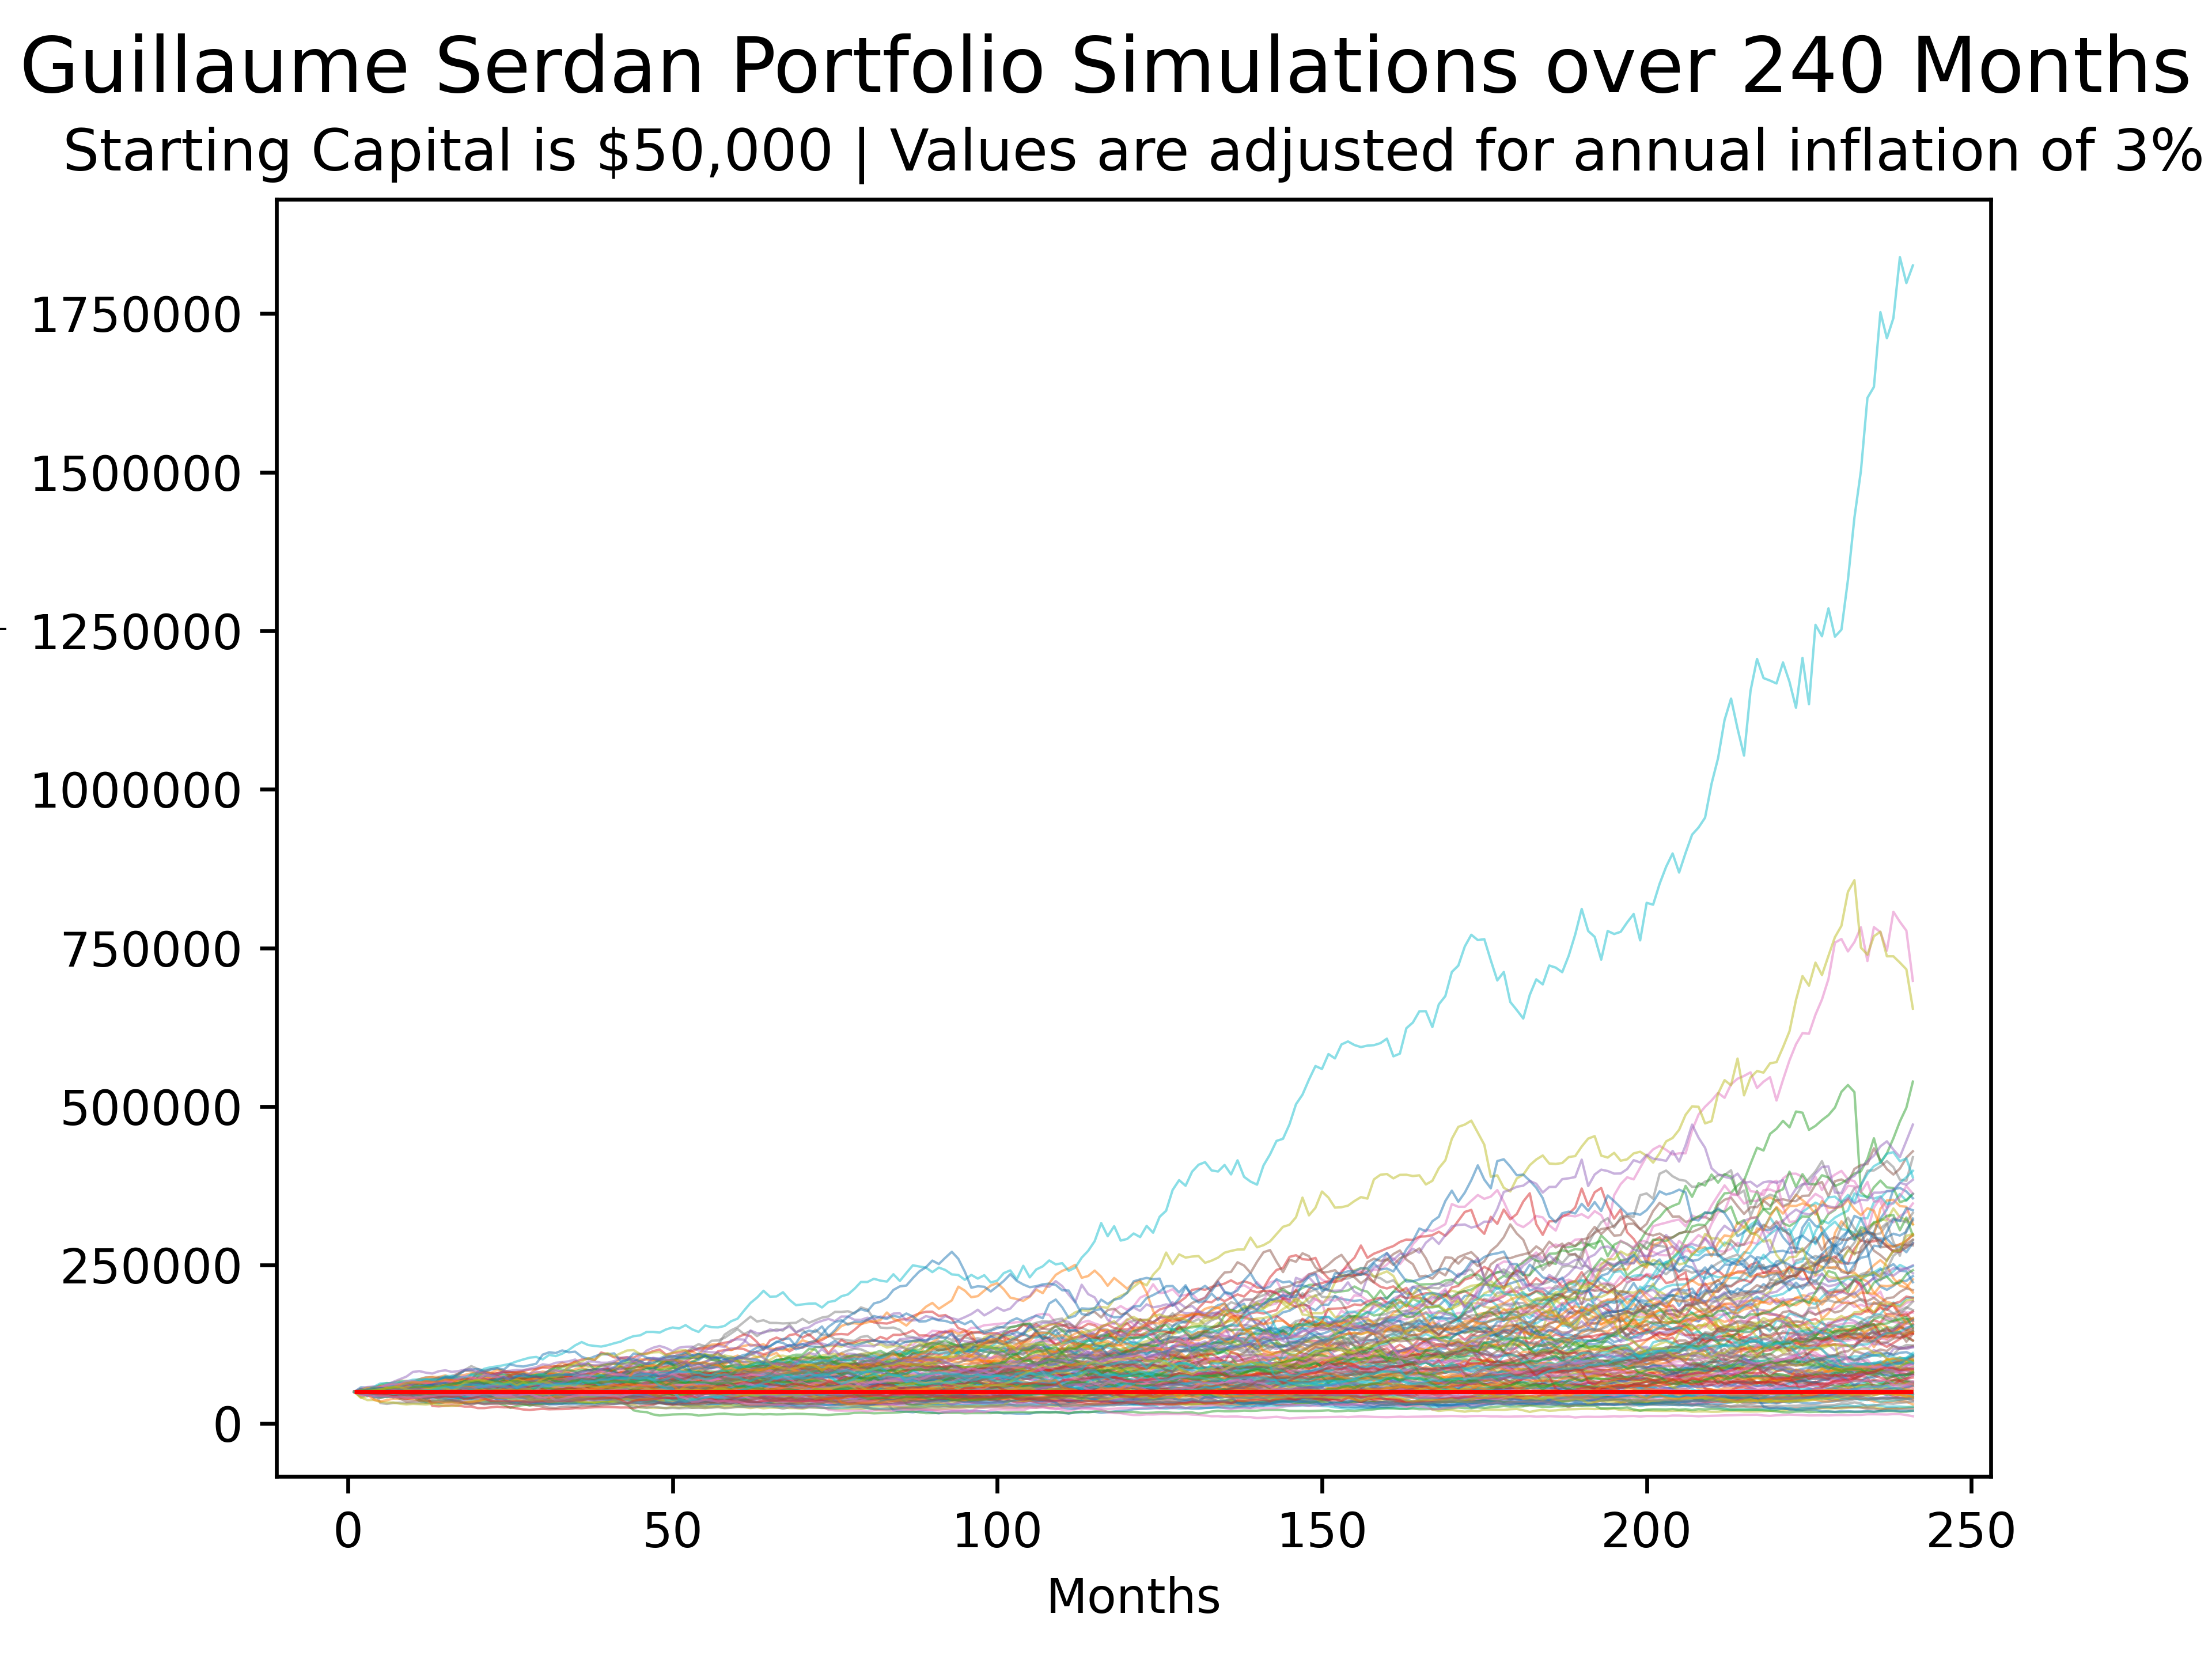 Guillaume Serdan Portfolio Simulations over 240 Months
Starting Capital is $50,000 | Values are adjusted for annual inflation of 3%
1750000
1500000
1250000
1000000
750000
500000
250000
0
0 50 100 150 200 250
Months